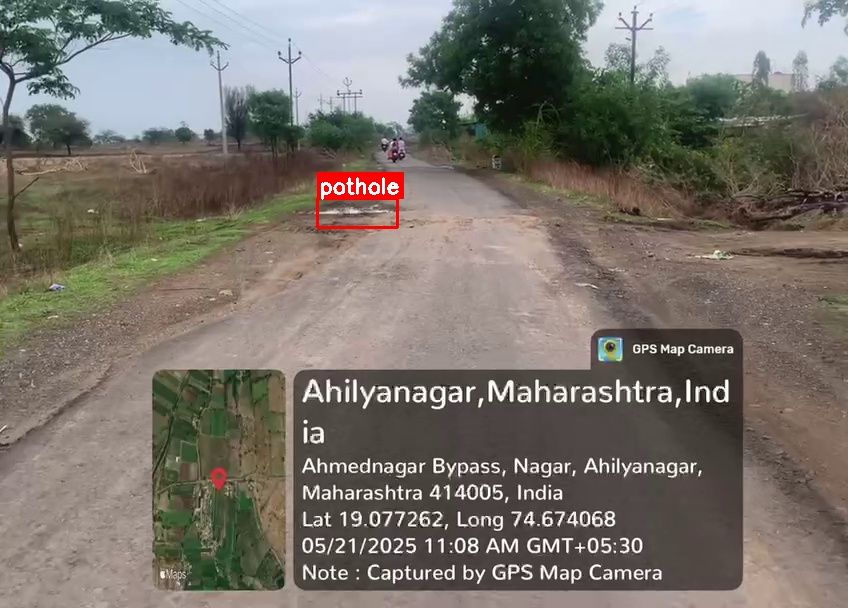 pothole
GPS Map Camera
Ahilyanagar,Maharashtra,Ind
ia
Ahmednagar Bypass, Nagar, Ahilyanagar,
Maharashtra 414005, India
Lat 19.077262, Long 74.674068
05/21/2025 11:08 AM GMT+05:30
Note : Captured by GPS Map Camera
Maps